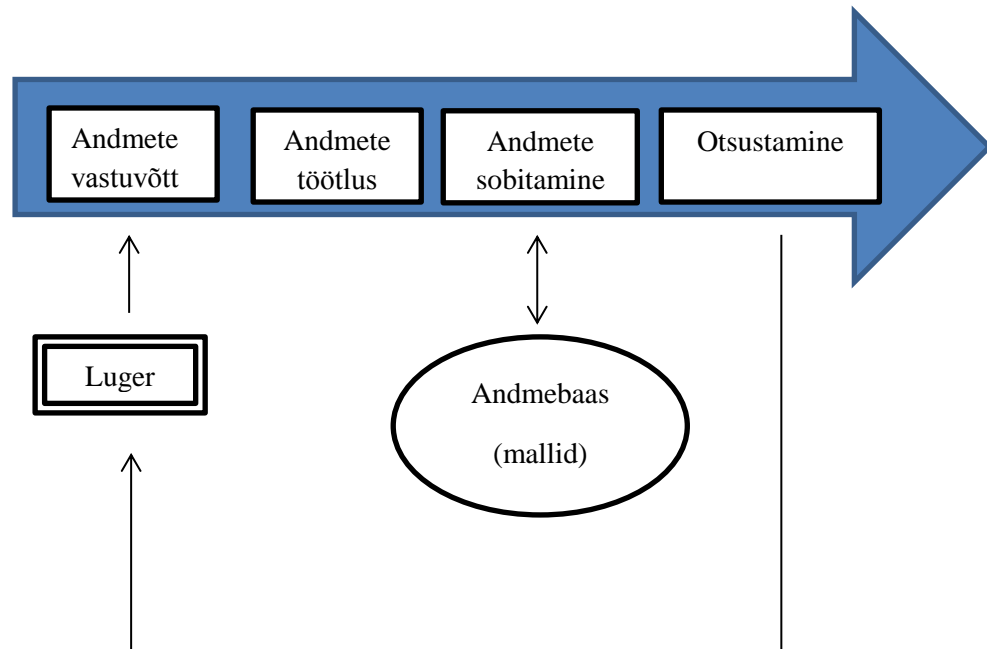 Andmete
vastuvõtt
Andmete
töötlus
Andmete
sobitamine
Otsustamine
Luger
Andmebaas
(mallid)